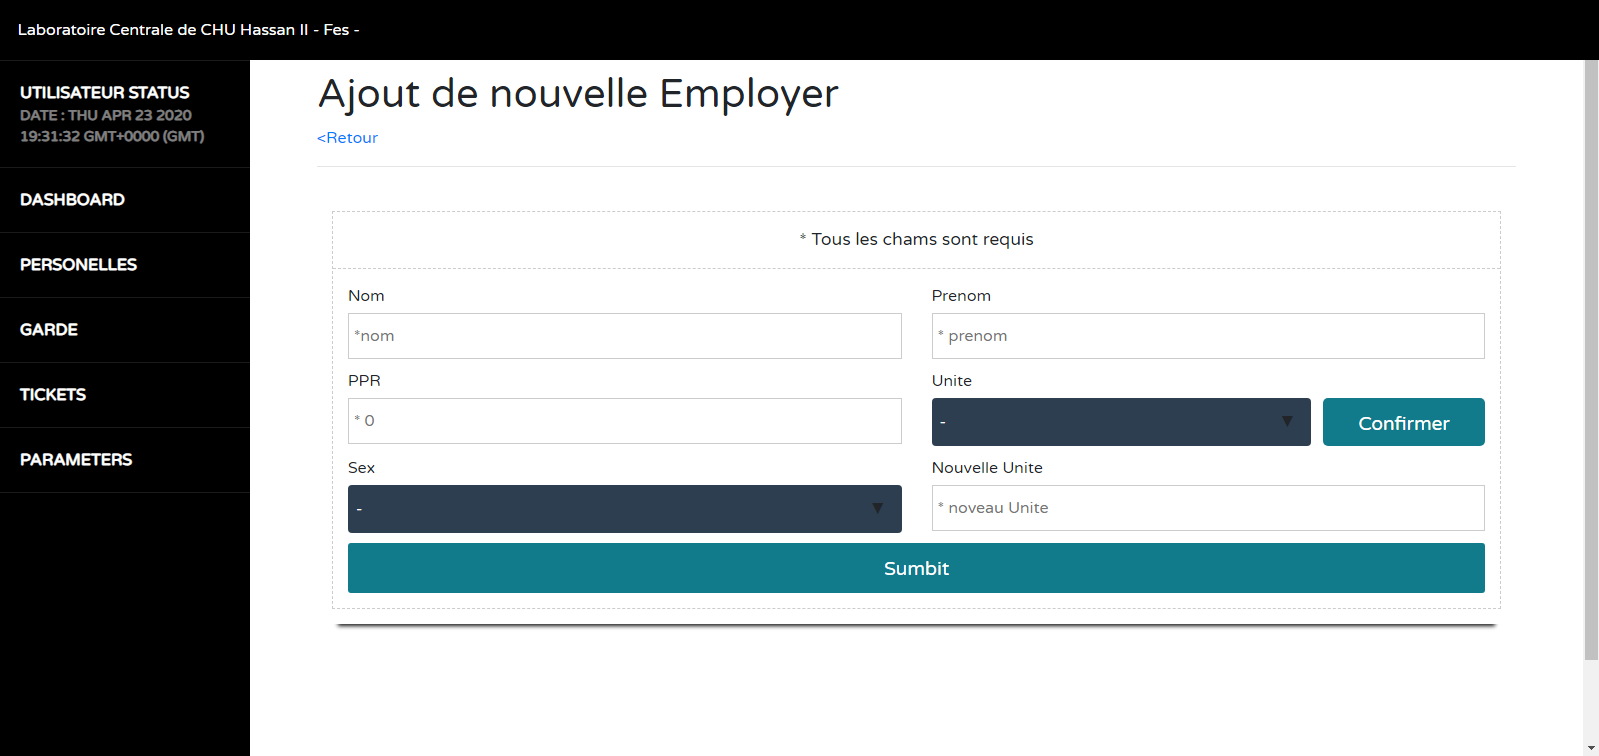 Laboratoire Centrale de CHU Hassan II - Fes -
UTILISATEUR STATUS
DATE : THU APR 23 2020
19:31:32 GMT+0000 (GMT)
DASHBOARD
PERSONELLES
GARDE
TICKETS
PARAMETERS
Ajout de nouvelle Employer
<Retour
* Tous les chams sont requis
Nom
Prenom
*nom
* prenom
PPR
Unite
* 0
-
Confirmer
Sex
Nouvelle Unite
-
* noveau Unite
Sumbit